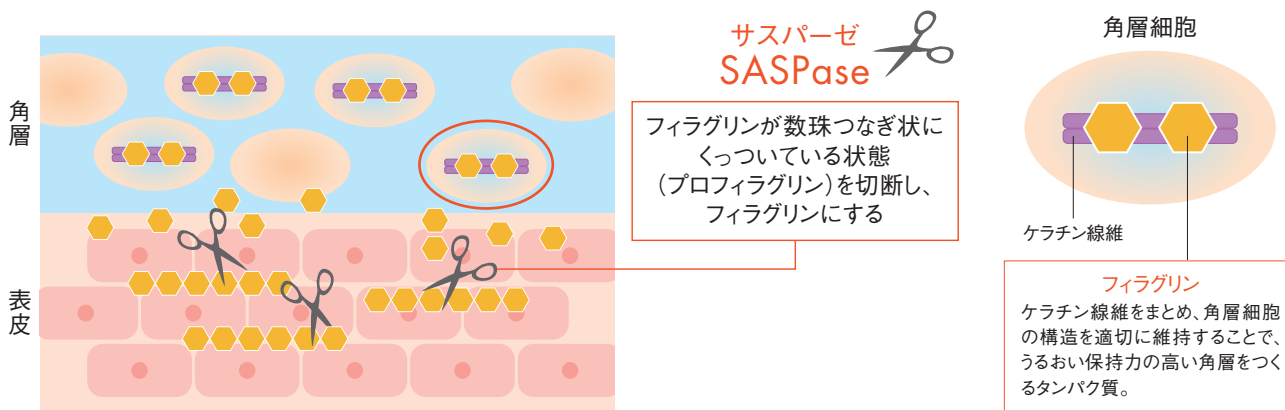 角層
表皮
サスパーゼ
SASPase
フィラグリンが数珠つなぎ状に
くっついている状態
（プロフィラグリン）を切断し、
フィラグリンにする
角層細胞
ケラチン線維
フィラグリン
ケラチン線維をまとめ、角層細胞
の構造を適切に維持することで、
うるおい保持力の高い角層をつく
るタンパク質。